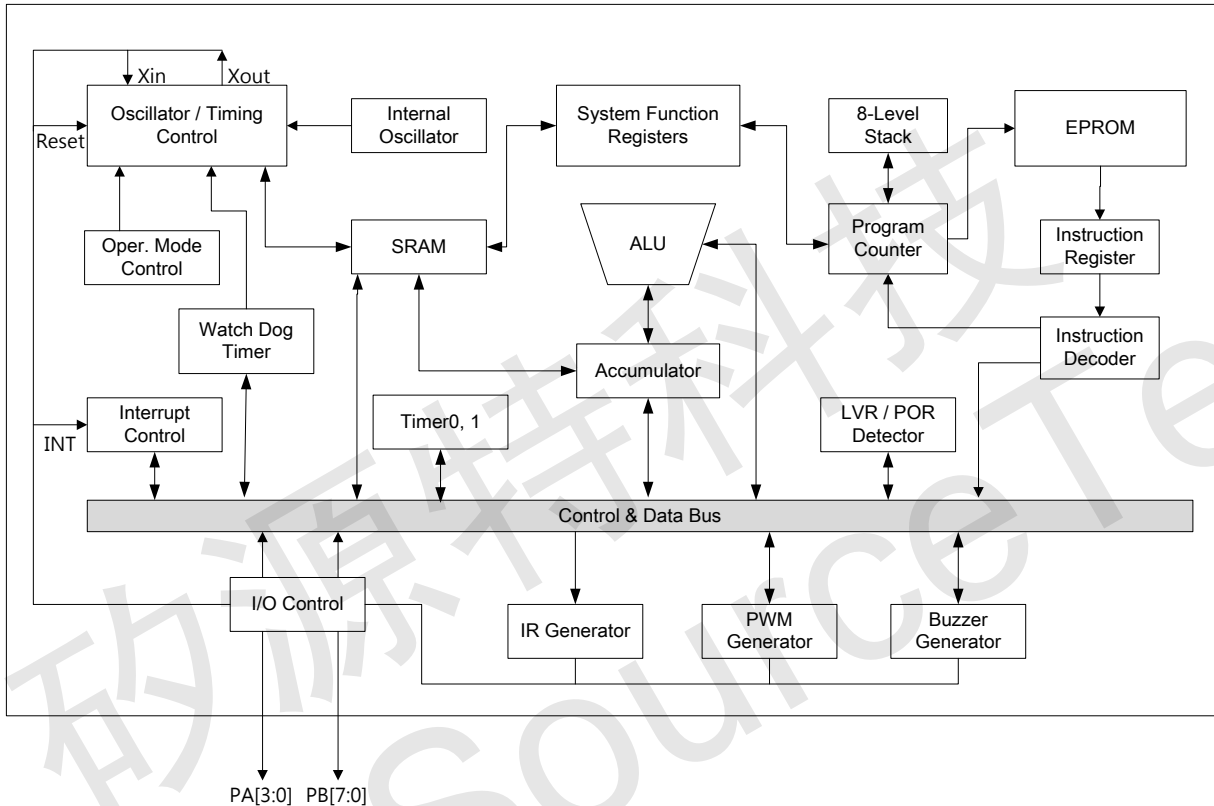 Xin
Xout
Oscillator / Timing
Control
Reset
Internal
Oscillator
System Function
Registers
8-Level
Stack
EPROM
Oper. Mode
Control
SRAM
ALU
Program
Counter
Instruction
Register
Watch Dog
Timer
Accumulator
Instruction
Decoder
Interrupt
Control
INT
Timer0, 1
LVR / POR
Detector
Control & Data Bus
I/O Control
IR Generator
PWM
Generator
Buzzer
Generator
PA[3:0]
PB[7:0]
矽源特科技
SourceTe